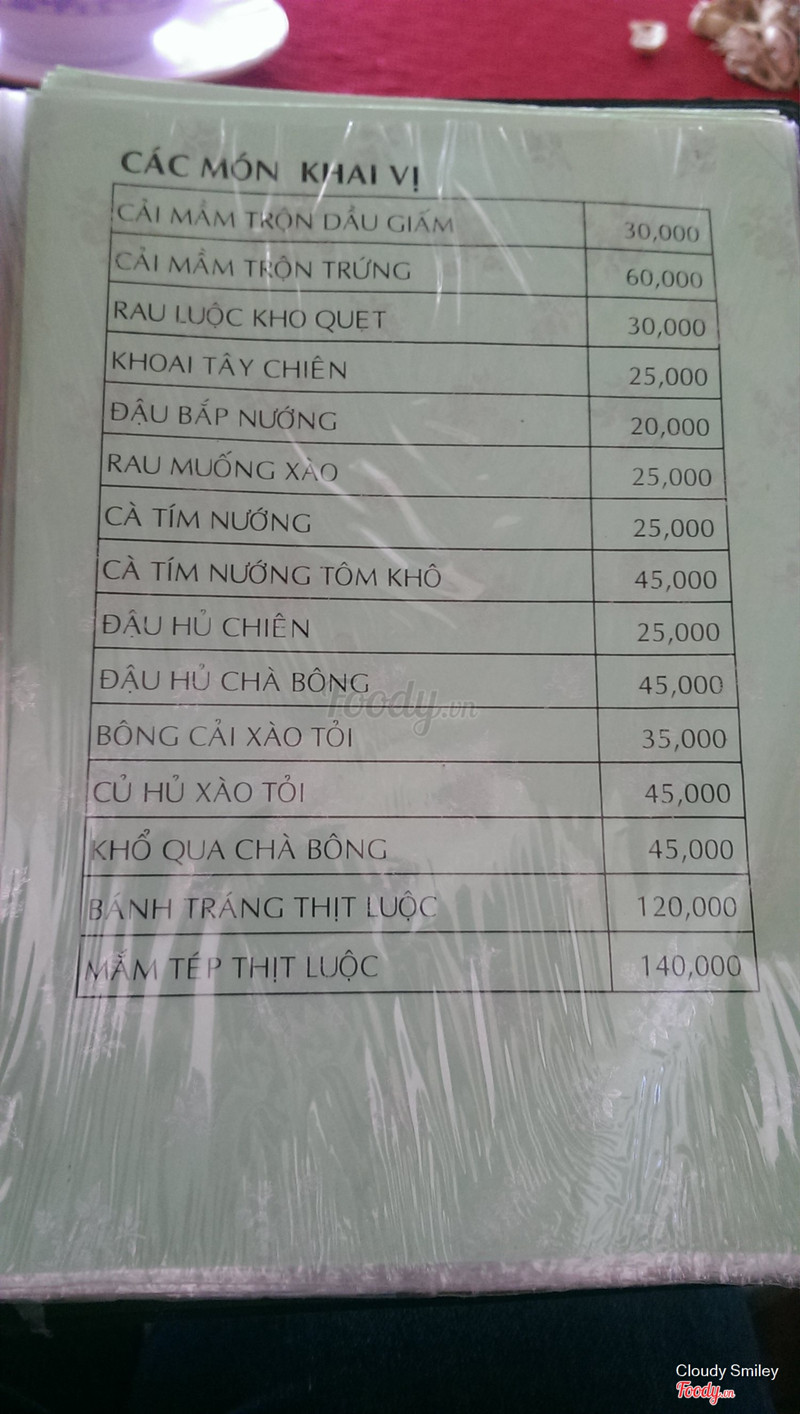 CÁC MÓN KHAI VỊ
CẢI MẦM TRỘN DẦU GIẤM 30,000
CẢI MẦM TRỘN TRỨNG 60,000
RAU LUỘC KHO QUẸT 30,000
KHOAI TÂY CHIÊN 25,000
ĐẬU BẮP NƯỚNG 20,000
RAU MUỐNG XÀO 25,000
CÀ TÍM NƯỚNG 25,000
CÀ TÍM NƯỚNG TÔM KHÔ 45,000
ĐẬU HỦ CHIÊN 25,000
ĐẬU HỦ CHÀ BÔNG 45,000
foody.vn
BÔNG CẢI XÀO TỎI 35,000
CỦ HỦ XÀO TỎI 45,000
KHỔ QUA CHÀ BÔNG 45,000
BÁNH TRÁNG THỊT LUỘC 120,000
MẮM TÉP THỊT LUỘC 140,000
Cloudy Smiley
Foody.vn